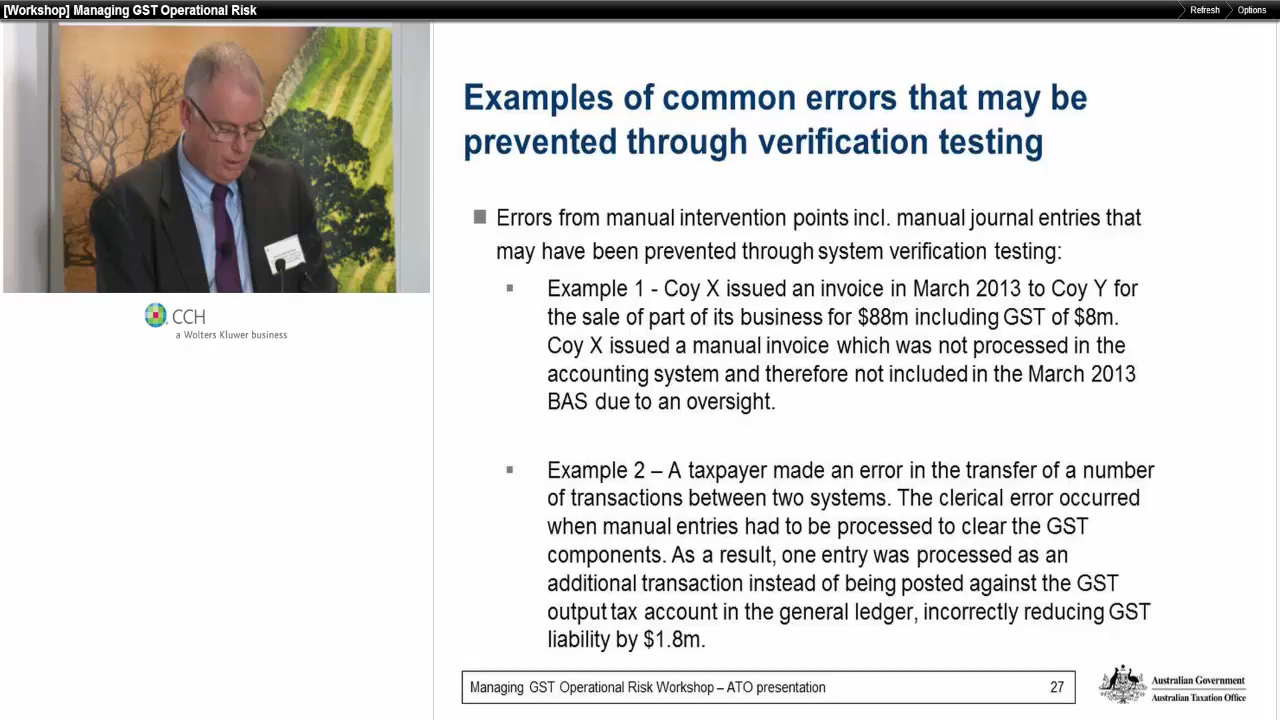 [Workshop] Managing GST Operational Risk
Refresh
Options
Examples of common errors that may be
prevented through verification testing
Errors from manual intervention points incl. manual journal entries that
may have been prevented through system verification testing:
Example 1 - Coy X issued an invoice in March 2013 to Coy Y for
the sale of part of its business for $88m including GST of $8m.
Coy X issued a manual invoice which was not processed in the
accounting system and therefore not included in the March 2013
BAS due to an oversight.
Example 2 – A taxpayer made an error in the transfer of a number
of transactions between two systems. The clerical error occurred
when manual entries had to be processed to clear the GST
components. As a result, one entry was processed as an
additional transaction instead of being posted against the GST
output tax account in the general ledger, incorrectly reducing GST
liability by $1.8m.
CCH
a Wolters Kluwer business
Managing GST Operational Risk Workshop – ATO presentation
27
Australian Government
Australian Taxation Office